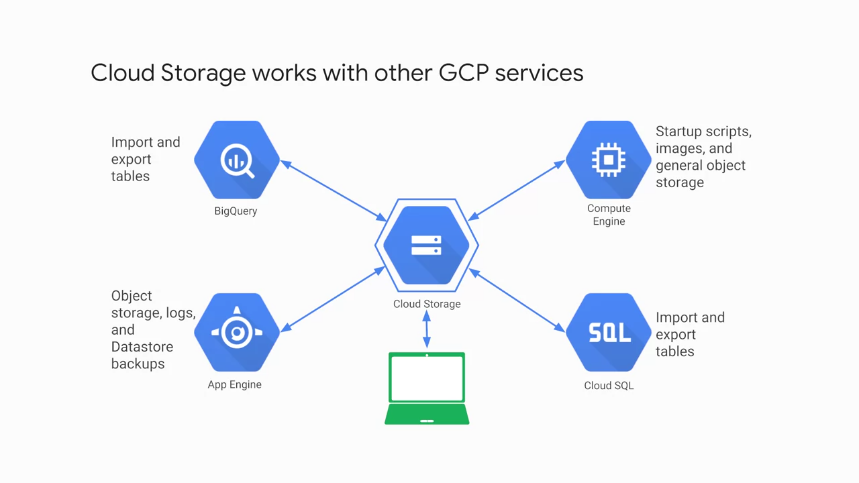 Cloud Storage works with other GCP services
Import and
export
tables
BigQuery
Startup scripts,
images, and
general object
storage
Compute
Engine
Cloud Storage
Object
storage, logs,
and
Datastore
backups
App Engine
SQL
Import and
export
tables
Cloud SQL